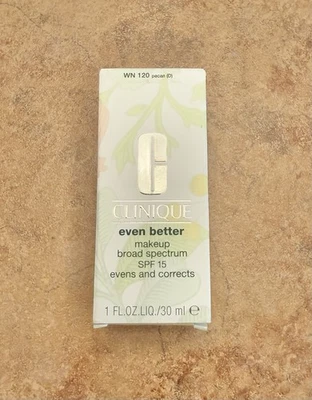 WN 120 pecan (D)
C
CLINIQUE
even better
makeup
broad spectrum
SPF 15
evens and corrects
1 FL.OZ.LIQ./30 ml ℮